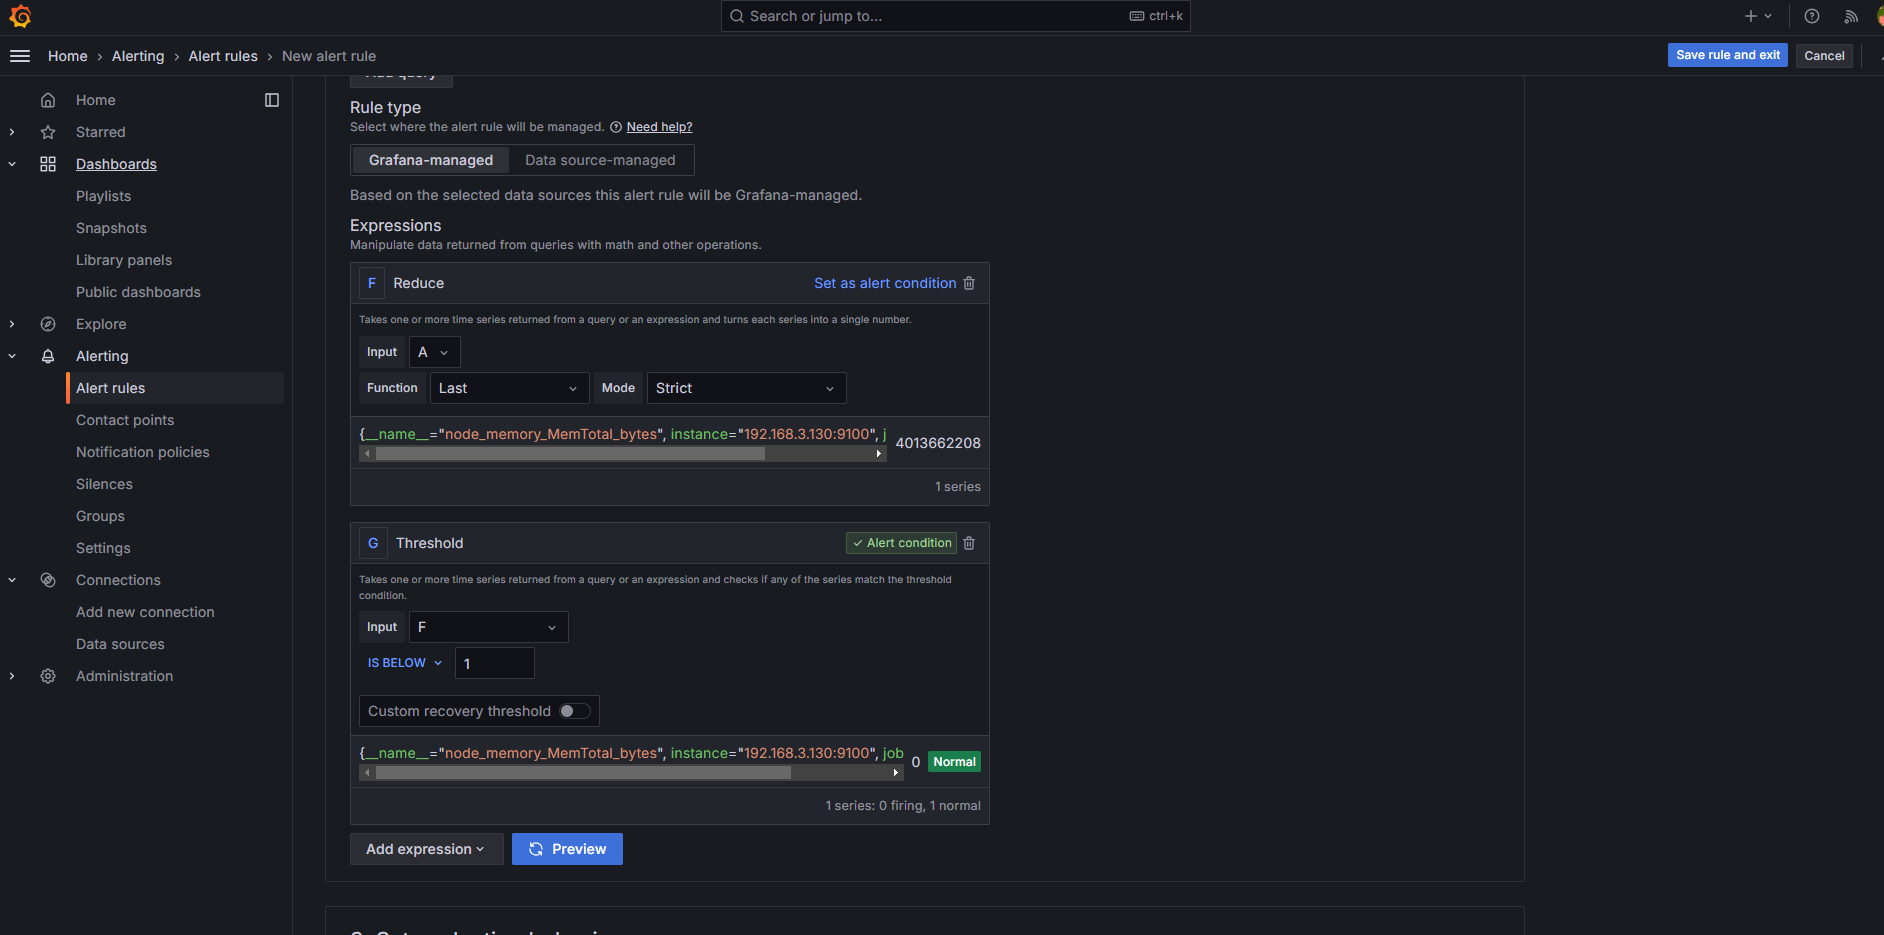 Search or jump to...
ctrl+k
Home › Alerting › Alert rules › New alert rule
Save rule and exit
Cancel
Home
Starred
Dashboards
Playlists
Snapshots
Library panels
Public dashboards
Explore
Alerting
Alert rules
Contact points
Notification policies
Silences
Groups
Settings
Connections
Add new connection
Data sources
Administration
Rule type
Select where the alert rule will be managed. Need help?
Grafana-managed Data source-managed
Based on the selected data sources this alert rule will be Grafana-managed.
Expressions
Manipulate data returned from queries with math and other operations.
F Reduce Set as alert condition
Takes one or more time series returned from a query or an expression and turns each series into a single number.
Input A
Function Last Mode Strict
{__name__="node_memory_MemTotal_bytes", instance="192.168.3.130:9100", j 4013662208
1 series
G Threshold Alert condition
Takes one or more time series returned from a query or an expression and checks if any of the series match the threshold
condition.
Input F
IS BELOW 1
Custom recovery threshold
{__name__="node_memory_MemTotal_bytes", instance="192.168.3.130:9100", job 0 Normal
1 series: 0 firing, 1 normal
Add expression Preview